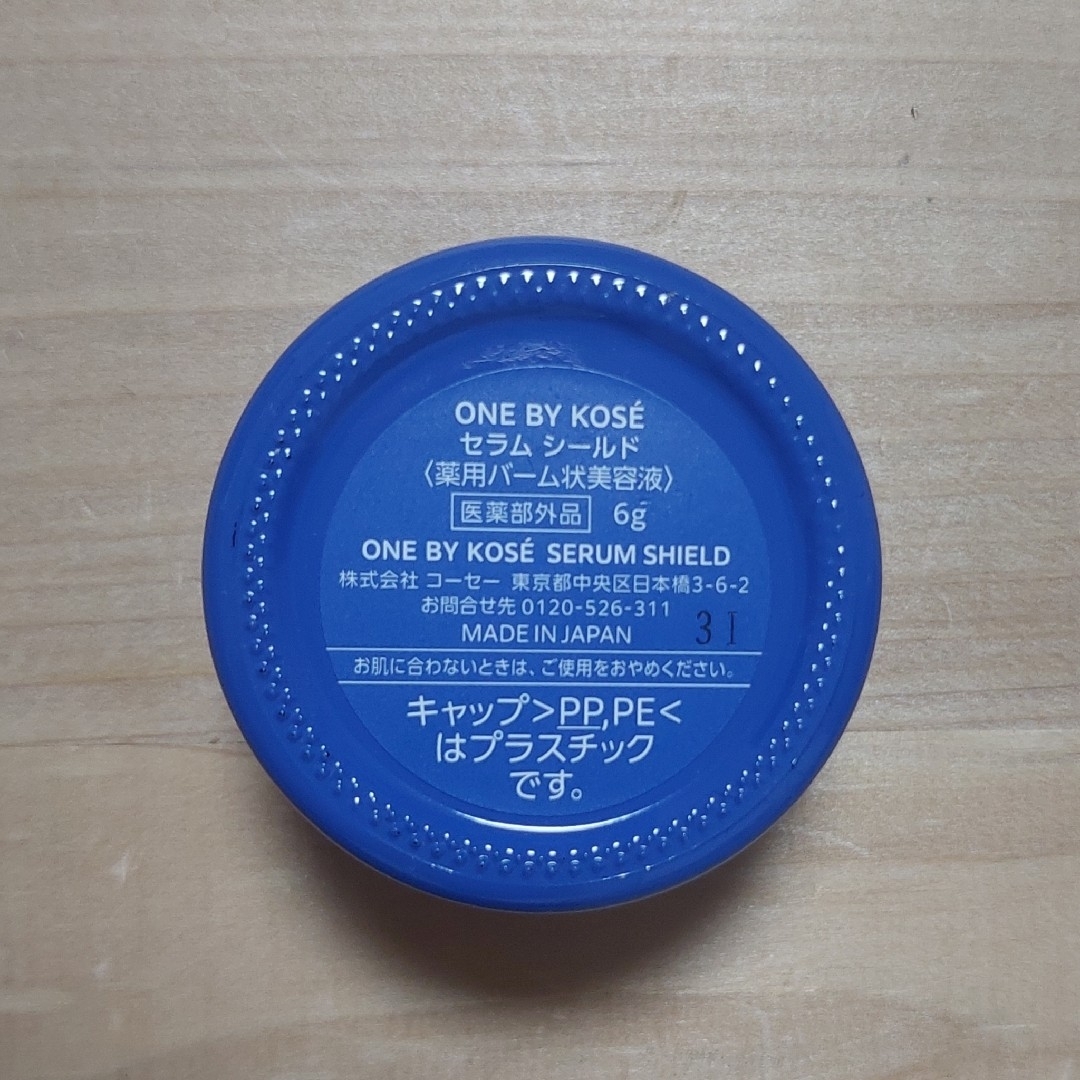 ONE BY KOSÉ
セラム シールド
〈薬用バーム状美容液〉
医薬部外品 6g
ONE BY KOSÉ SERUM SHIELD
株式会社 コーセー 東京都中央区日本橋3-6-2
お問合せ先 0120-526-311
MADE IN JAPAN 3I
お肌に合わないときは、ご使用をおやめください。
キャップ>PP,PE<
はプラスチック
です。